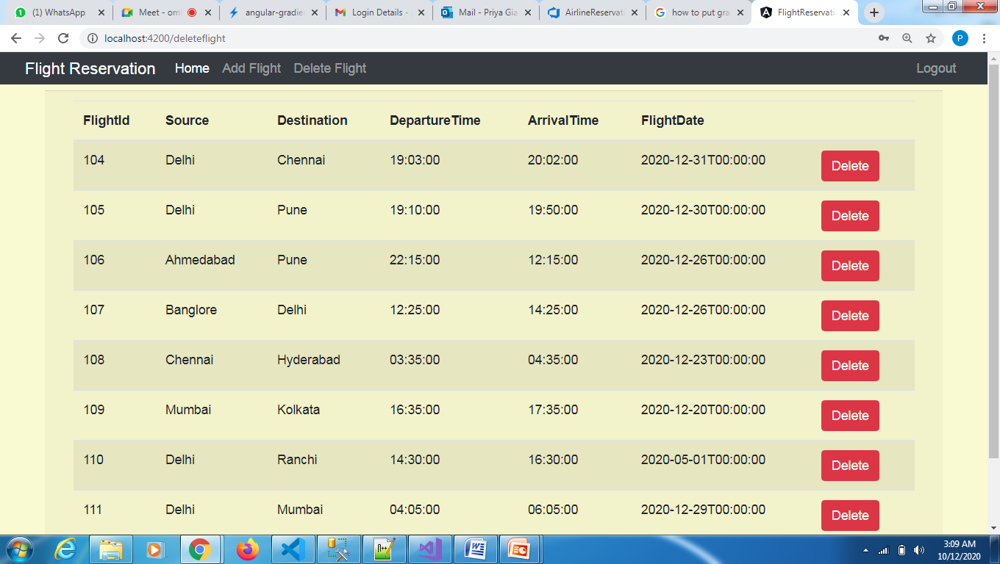 (1) WhatsApp
Meet - oml
angular-gradie
Login Details -
Mail - Priya Gia
AirlineReservat
how to put gra
FlightReservatio
localhost:4200/deleteflight
P
Flight Reservation Home Add Flight Delete Flight Logout
FlightId Source Destination DepartureTime ArrivalTime FlightDate
104 Delhi Chennai 19:03:00 20:02:00 2020-12-31T00:00:00 Delete
105 Delhi Pune 19:10:00 19:50:00 2020-12-30T00:00:00 Delete
106 Ahmedabad Pune 22:15:00 12:15:00 2020-12-26T00:00:00 Delete
107 Banglore Delhi 12:25:00 14:25:00 2020-12-26T00:00:00 Delete
108 Chennai Hyderabad 03:35:00 04:35:00 2020-12-23T00:00:00 Delete
109 Mumbai Kolkata 16:35:00 17:35:00 2020-12-20T00:00:00 Delete
110 Delhi Ranchi 14:30:00 16:30:00 2020-05-01T00:00:00 Delete
111 Delhi Mumbai 04:05:00 06:05:00 2020-12-29T00:00:00 Delete
3:09 AM
10/12/2020